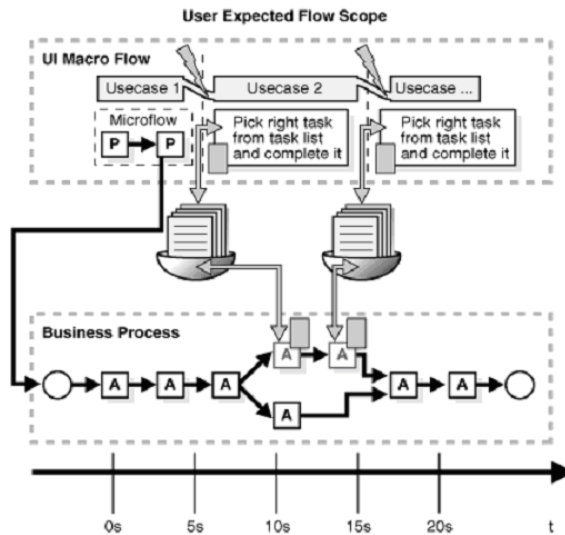 User Expected Flow Scope
UI Macro Flow
Usecase 1
Usecase 2
Usecase ...
Microflow
P
P
Pick right task
from task list
and complete it
Pick right task
from task list
and complete it
Business Process
A
A
A
A
A
A
A
A
0s
5s
10s
15s
20s
t